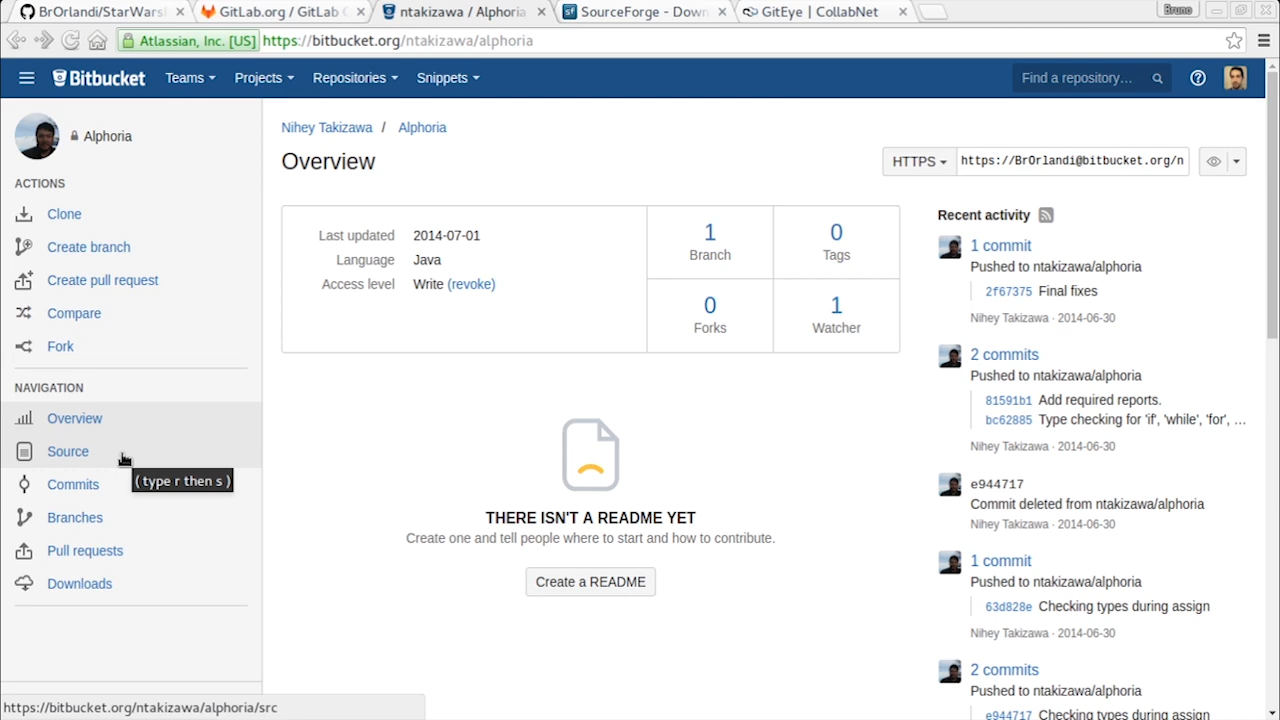 BrOrlandi/StarWars
GitLab.org / GitLab
ntakizawa / Alphoria
SourceForge - Down
GitEye | CollabNet
Bruno
Atlassian, Inc. [US]
https://bitbucket.org/ntakizawa/alphoria
Bitbucket
Teams
Projects
Repositories
Snippets
Find a repository…
Alphoria
ACTIONS
Clone
Create branch
Create pull request
Compare
Fork
NAVIGATION
Overview
Source
(type r then s)
Commits
Branches
Pull requests
Downloads
https://bitbucket.org/ntakizawa/alphoria/src
Nihey Takizawa / Alphoria
Overview
HTTPS
https://BrOrlandi@bitbucket.org/n
Last updated 2014-07-01
Language Java
Access level Write (revoke)
1
Branch
0
Tags
0
Forks
1
Watcher
THERE ISN'T A README YET
Create one and tell people where to start and how to contribute.
Create a README
Recent activity
1 commit
Pushed to ntakizawa/alphoria
2f67375 Final fixes
Nihey Takizawa · 2014-06-30
2 commits
Pushed to ntakizawa/alphoria
81591b1 Add required reports.
bc62885 Type checking for 'if', 'while', 'for', …
Nihey Takizawa · 2014-06-30
e944717
Commit deleted from ntakizawa/alphoria
Nihey Takizawa · 2014-06-30
1 commit
Pushed to ntakizawa/alphoria
63d828e Checking types during assign
Nihey Takizawa · 2014-06-30
2 commits
Pushed to ntakizawa/alphoria
e944717 Checking types during assign